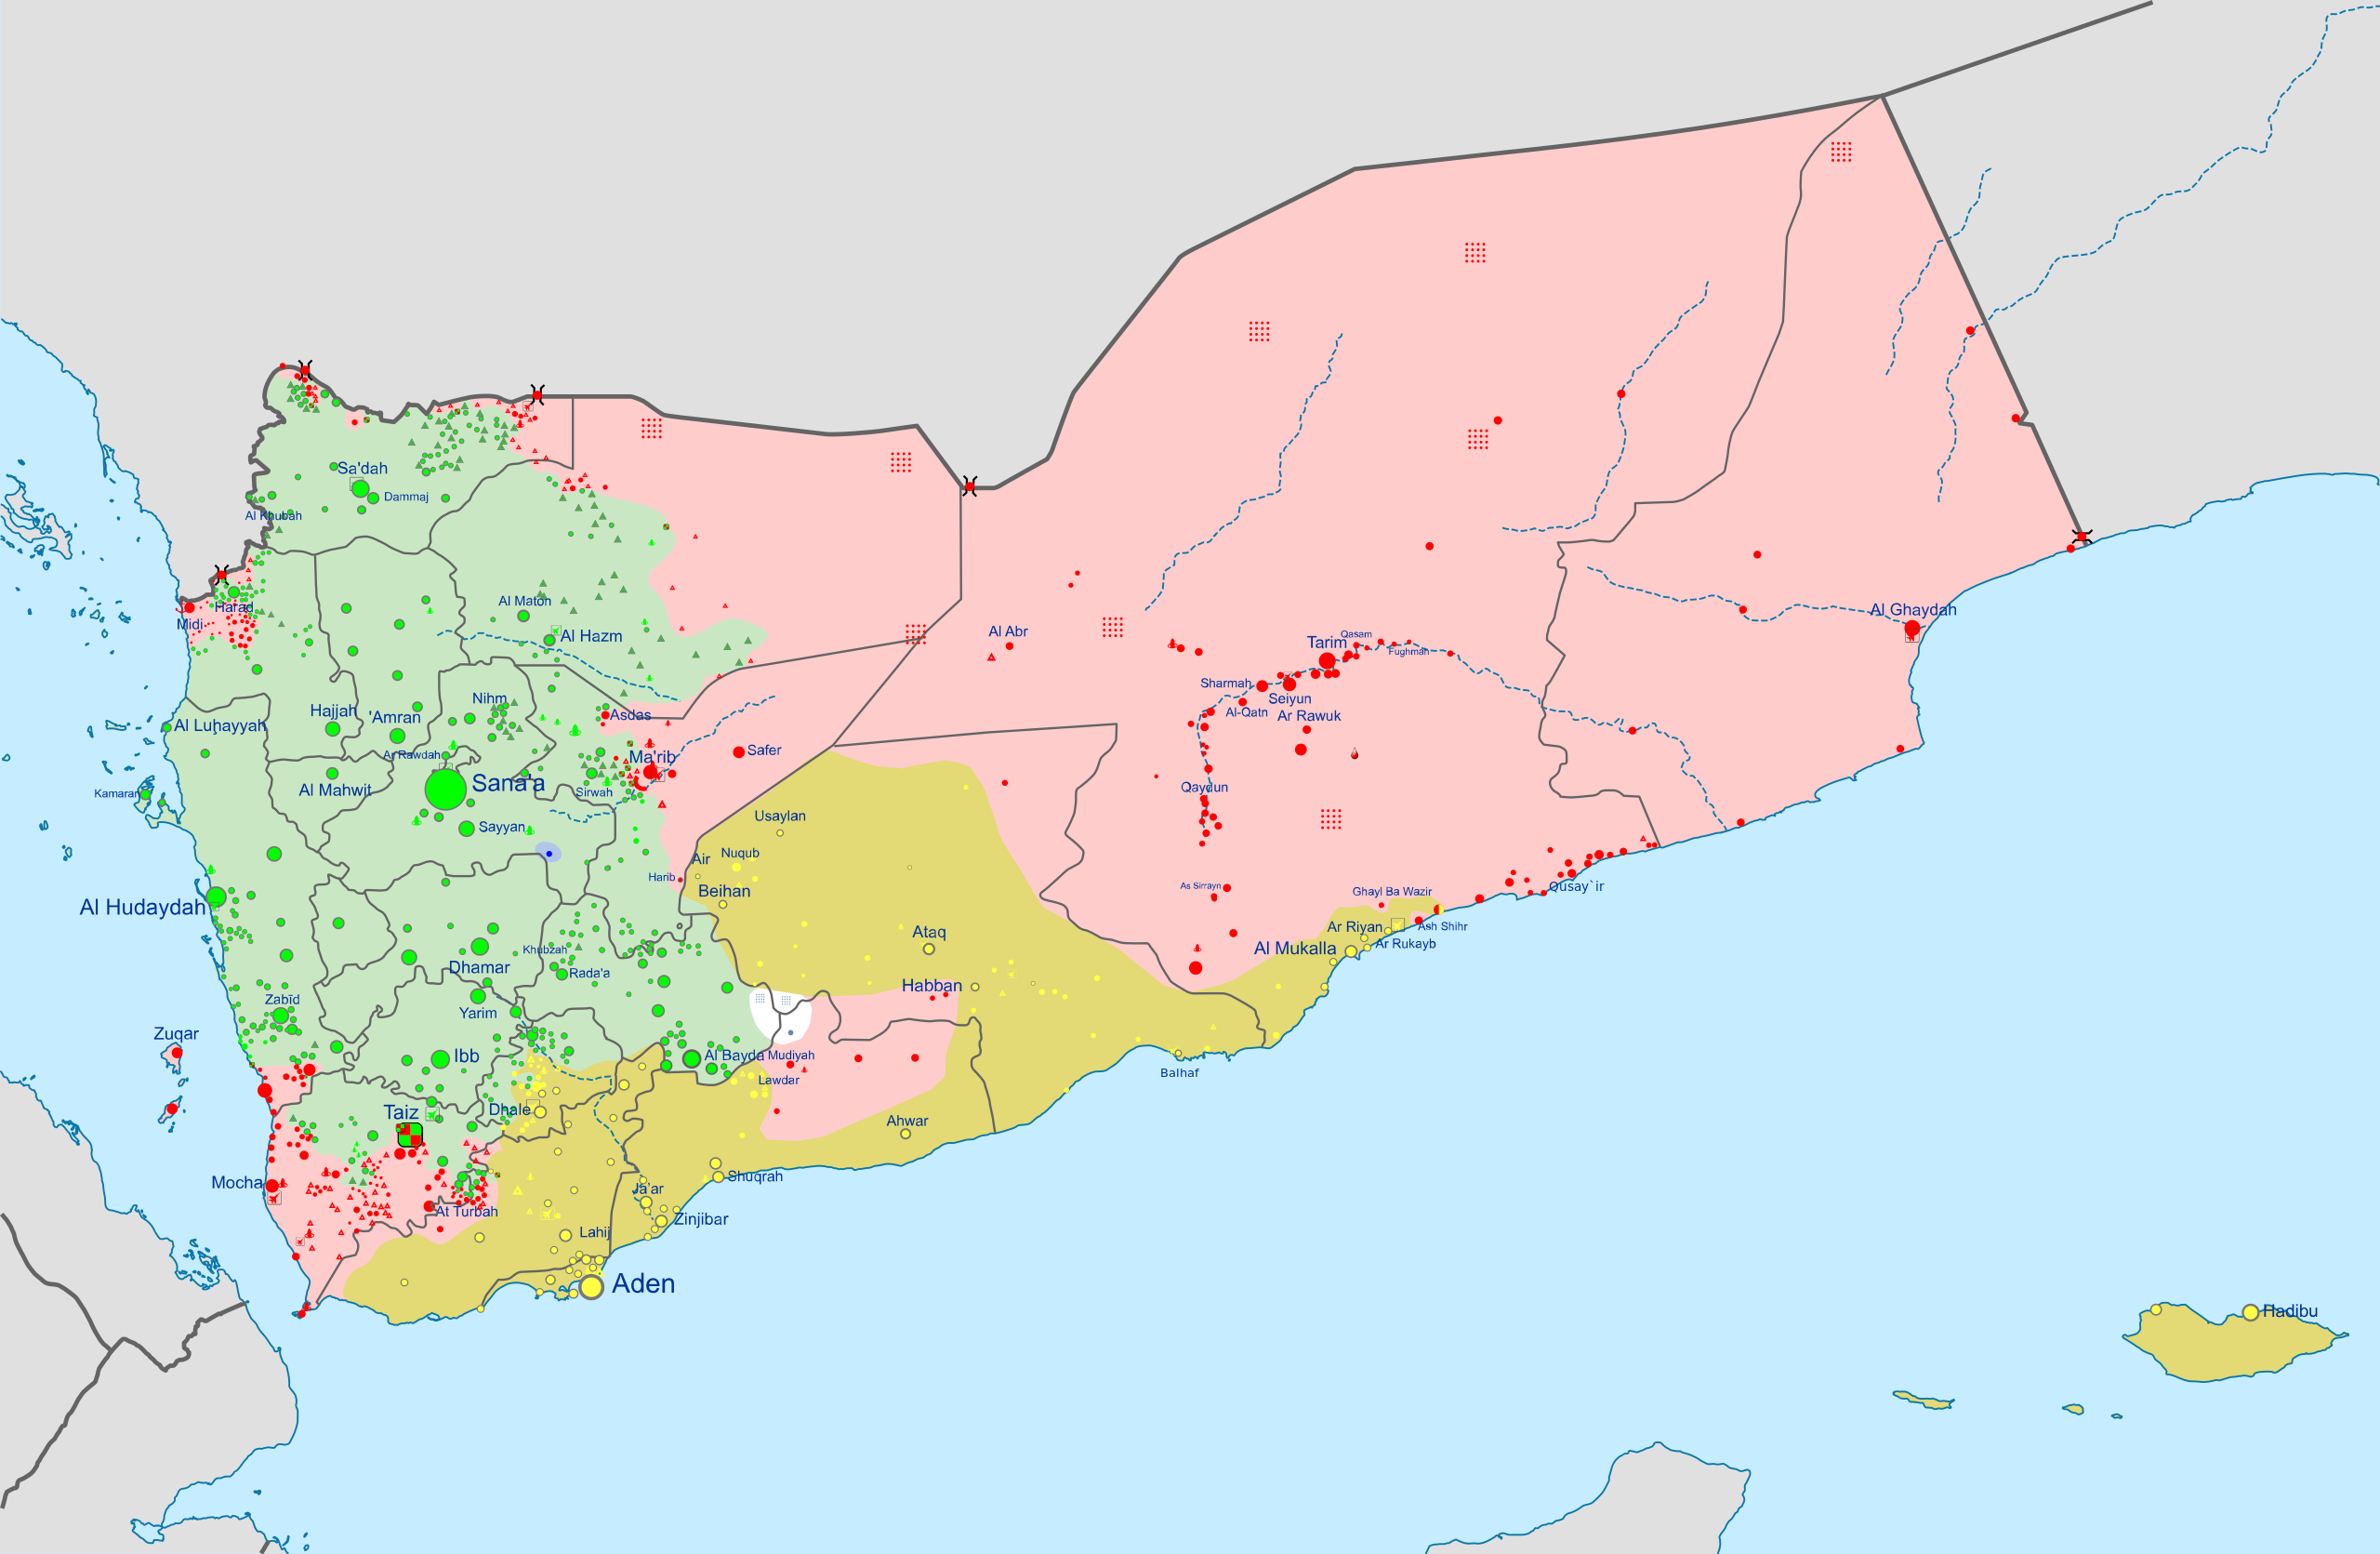 Sa'dah
Dammaj
Al Khubah
Harad
Midi
Al Maton
Al Hazm
Al Abr
Tarim
Qasam
Fughmah
Al Ghaydah
Sharmah
Seiyun
Al-Qatn
Ar Rawuk
Nihm
Asdas
Hajjah
'Amran
Al Luḩayyah
Ar Rawdah
Ma'rib
Safer
Sana'a
Sirwah
Al Mahwit
Kamaran
Qaydun
Usaylan
Sayyan
Air
Nuqub
Harib
Beihan
As Sirrayn
Ghayl Ba Wazir
Qusay`ir
Al Hudaydah
Ar Riyan
Ash Shihr
Ataq
Al Mukalla
Ar Rukayb
Khubzah
Dhamar
Rada'a
Habban
Zabīd
Yarim
Zuqar
Ibb
Al Bayda
Mudiyah
Lawdar
Balhaf
Taiz
Dhale
Ahwar
Mocha
Shuqrah
Ja'ar
At Turbah
Zinjibar
Lahij
Aden
Hadibu